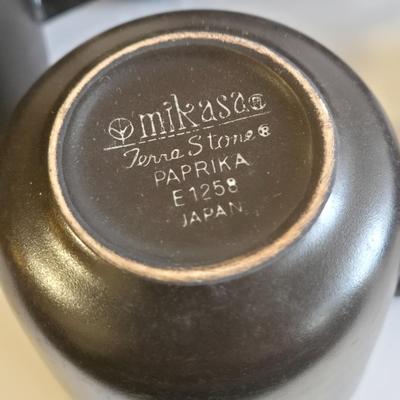 mikasa®
Terra Stone®
PAPRIKA
E1258
JAPAN